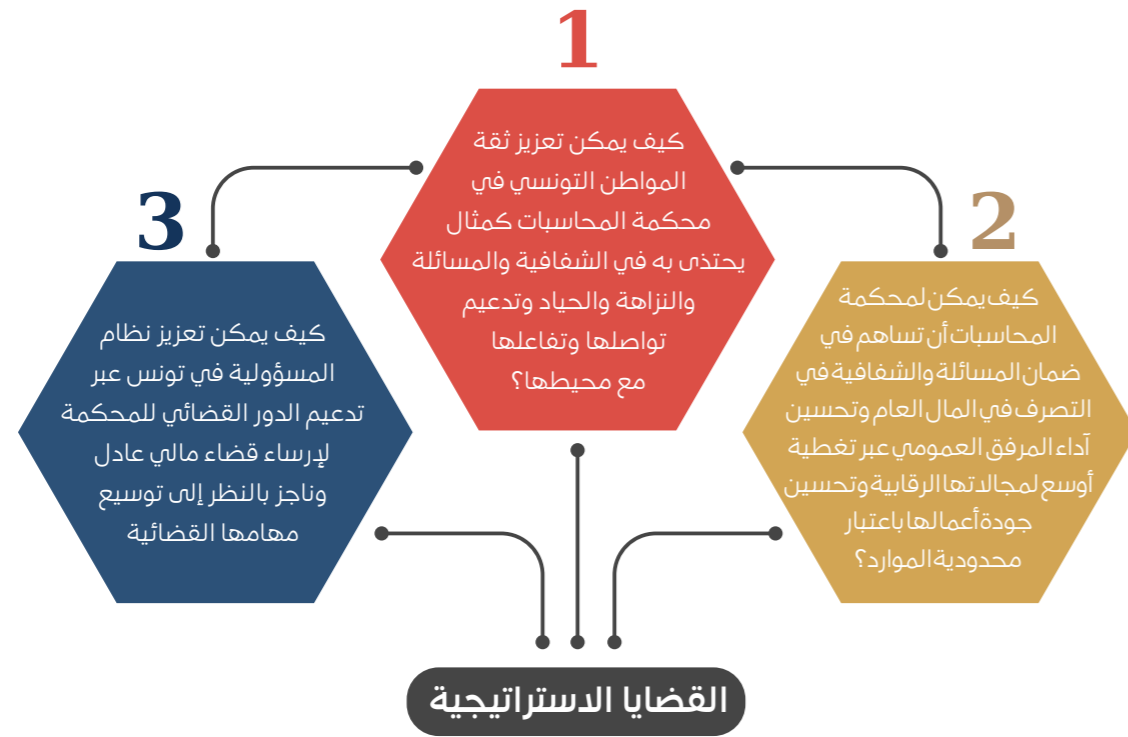 1
كيف يمكن تعزيز ثقة
المواطن التونسي في
محكمة المحاسبات كمثال
يحتذى به في الشفافية والمسائلة
والنزاهة والحياد وتدعيم
تواصلها وتفاعلها
مع محيطها؟
2
كيف يمكن لمحكمة
المحاسبات أن تساهم في
ضمان المسائلة والشفافية في
التصرف في المال العام وتحسين
آداء المرفق العمومي عبر تغطية
أوسع لمجالاتها الرقابية وتحسين
جودة أعمالها باعتبار
محدودية الموارد؟
3
كيف يمكن تعزيز نظام
المسؤولية في تونس عبر
تدعيم الدور القضائي للمحكمة
لإرساء قضاء مالي عادل
وناجز بالنظر إلى توسيع
مهامها القضائية
القضايا الاستراتيجية